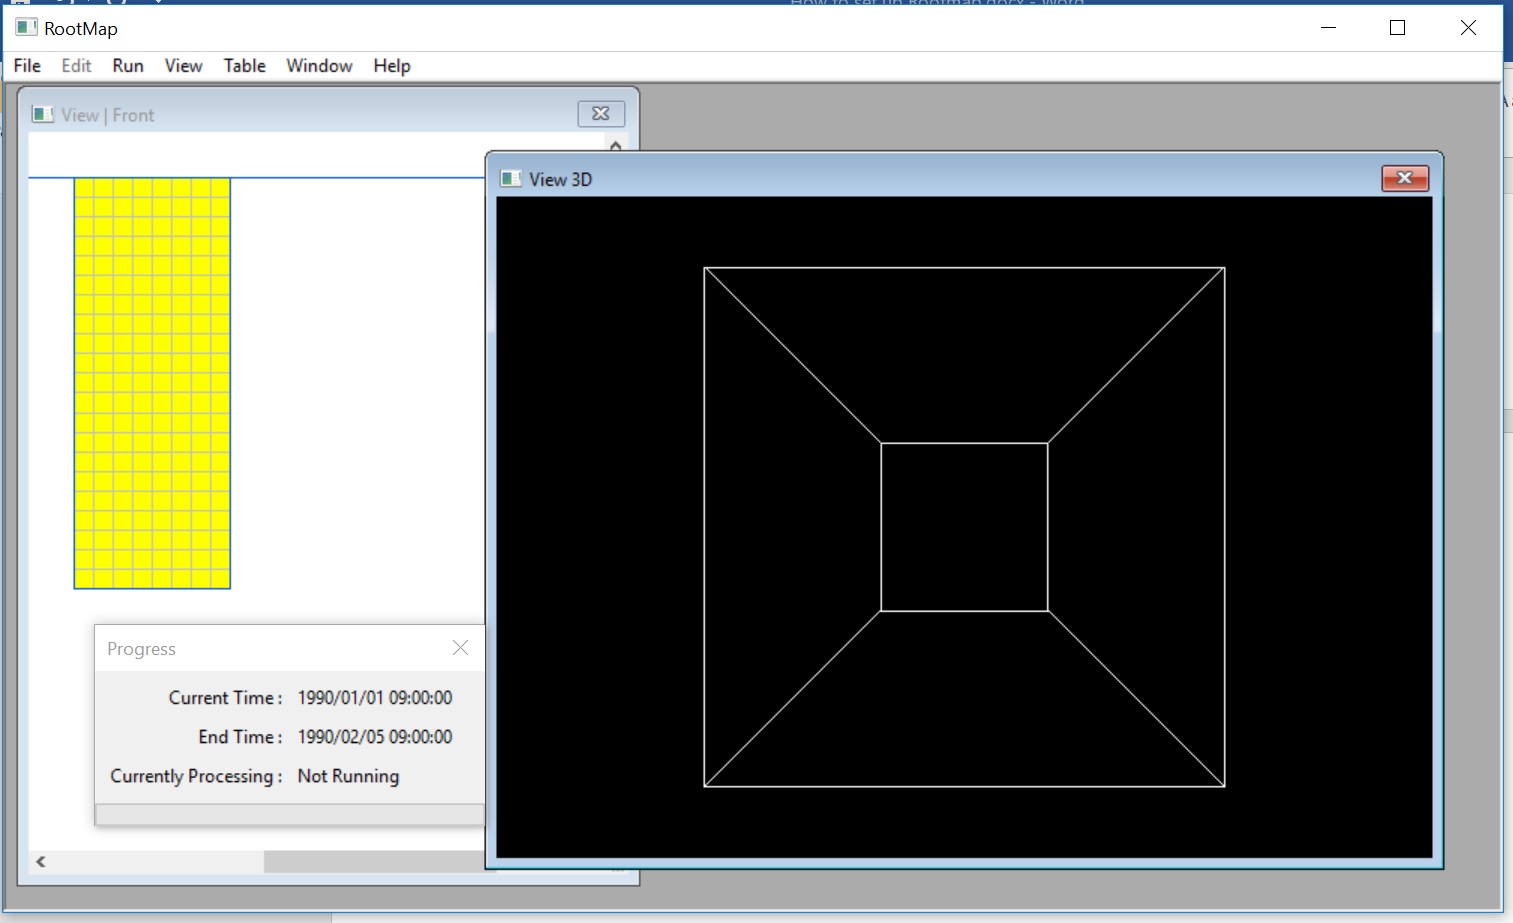 How to set up Rootmap.docx - Word
RootMap
File Edit Run View Table Window Help
View | Front
View 3D
Progress
Current Time : 1990/01/01 09:00:00
End Time : 1990/02/05 09:00:00
Currently Processing : Not Running